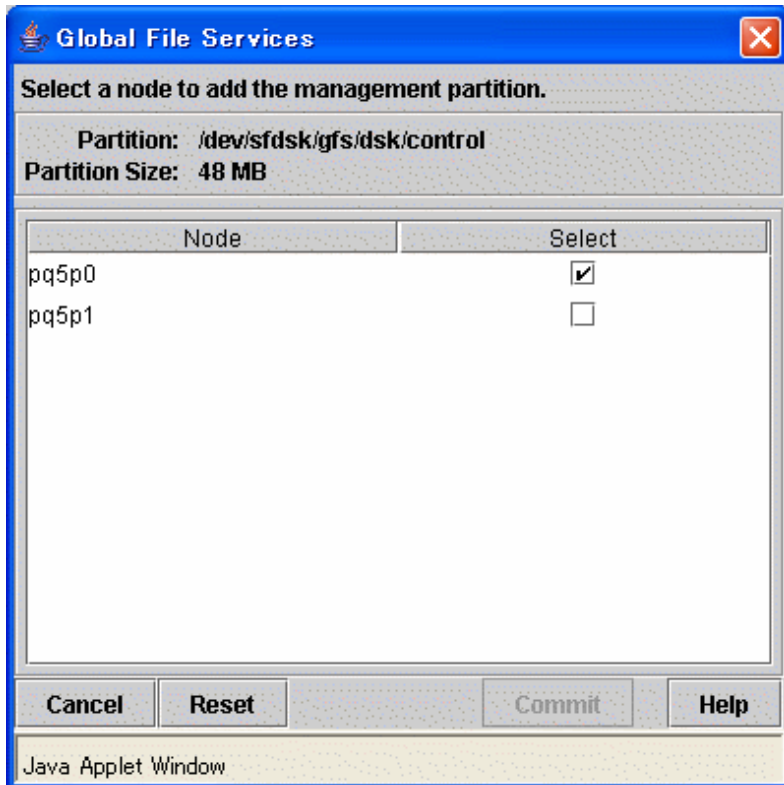 Global File Services
Select a node to add the management partition.
Partition: /dev/sfdsk/gfs/dsk/control
Partition Size: 48 MB
Node Select
pq5p0
pq5p1
Cancel Reset Commit Help
Java Applet Window